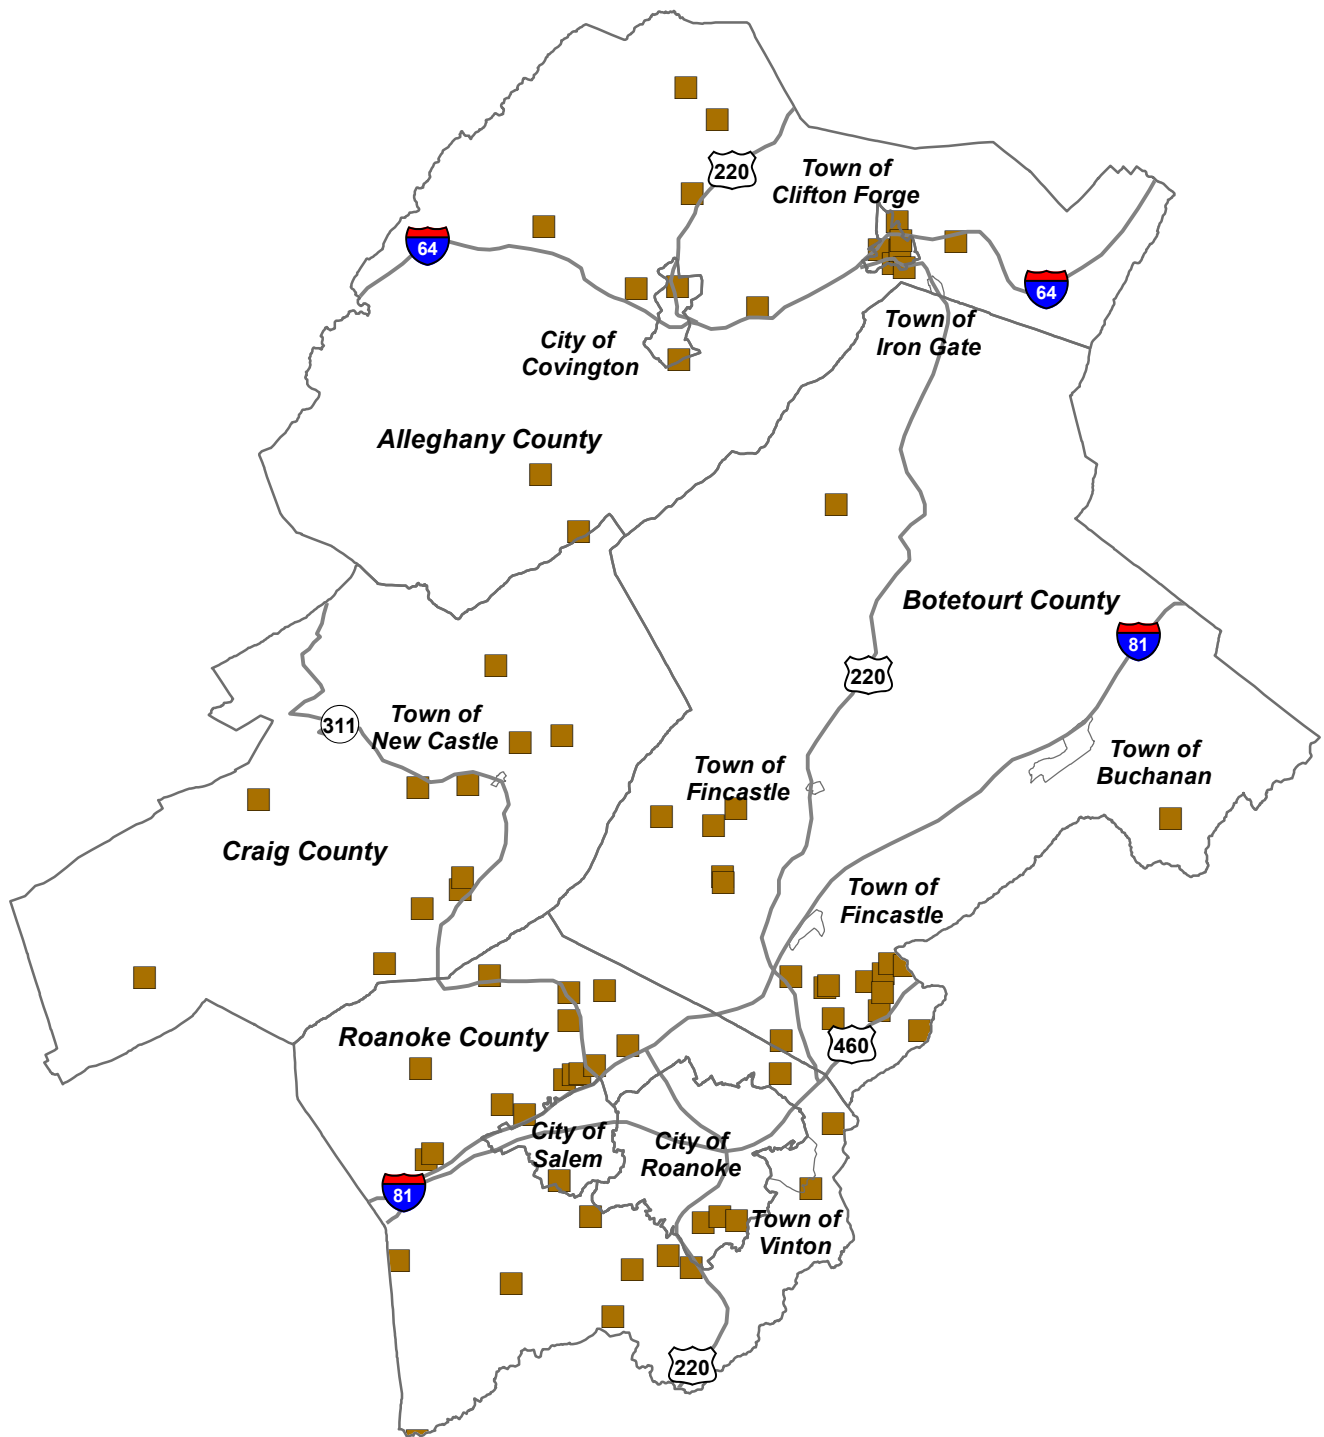 220
Town of
Clifton Forge
64
64
Town of
Iron Gate
City of
Covington
Alleghany County
Botetourt County
81
220
311
Town of
New Castle
Town of
Buchanan
Town of
Fincastle
Craig County
Town of
Fincastle
Roanoke County
460
City of
Salem
City of
Roanoke
81
Town of
Vinton
220